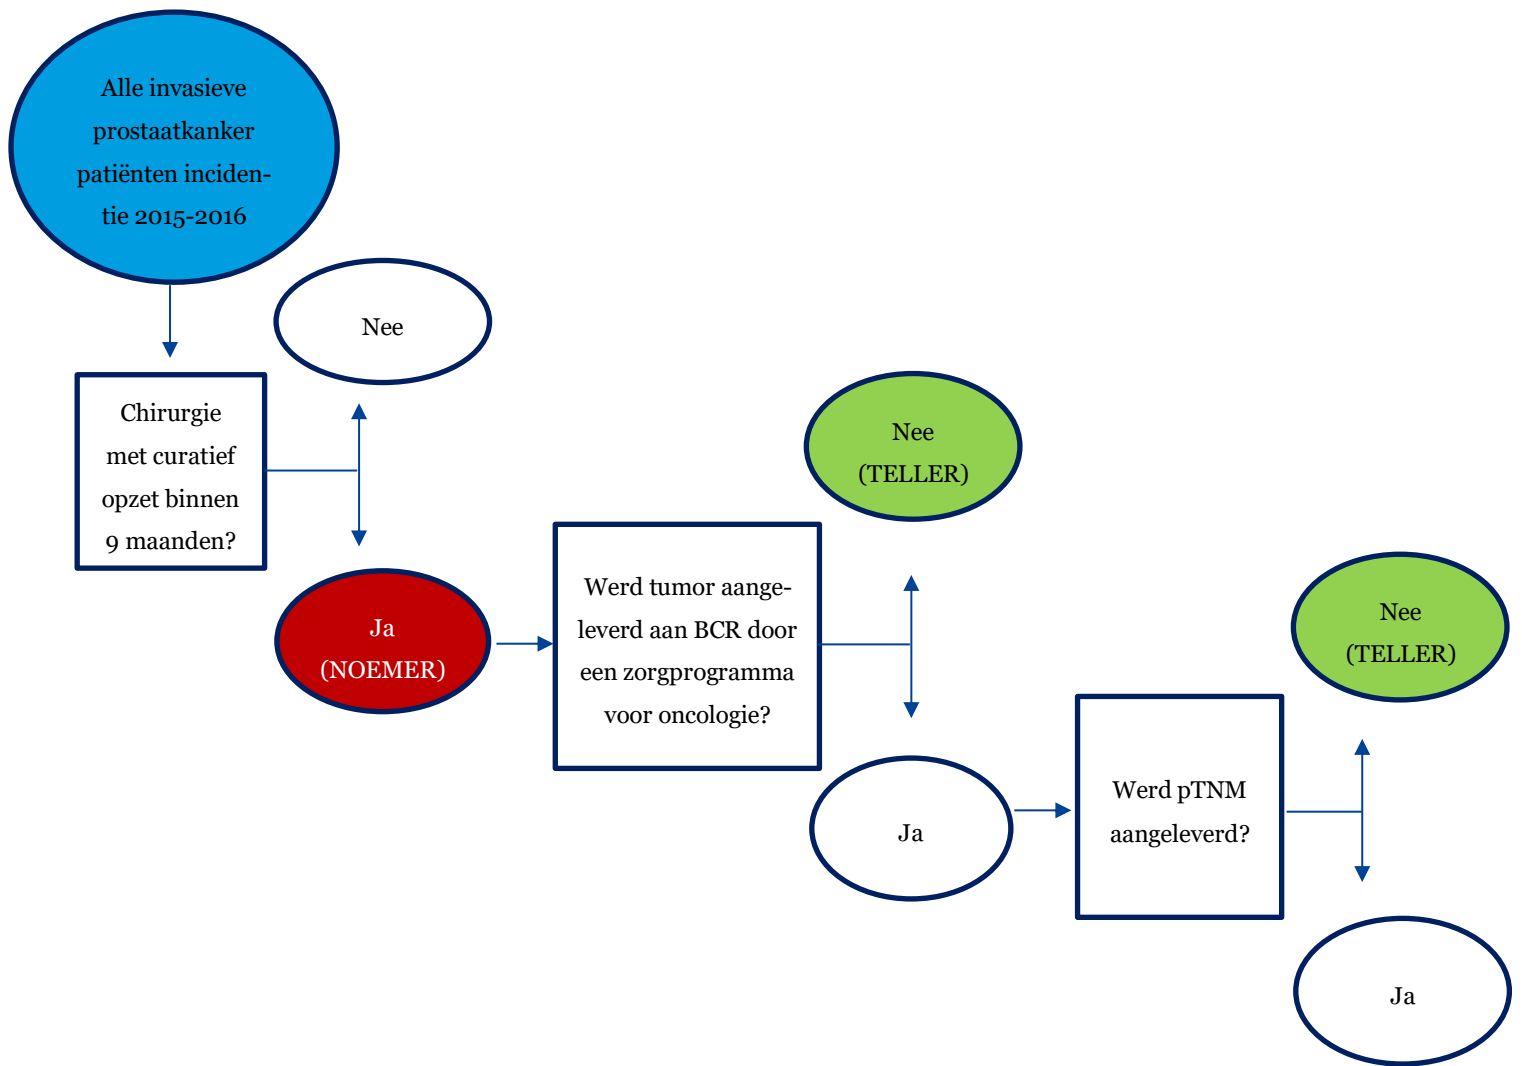 Alle invasieve
prostaatkanker
patiënten inciden-
tie 2015-2016
Nee
Chirurgie
met curatief
opzet binnen
9 maanden?
Ja
(NOEMER)
Werd tumor aange-
leverd aan BCR door
een zorgprogramma
voor oncologie?
Nee
(TELLER)
Ja
Werd pTNM
aangeleverd?
Nee
(TELLER)
Ja